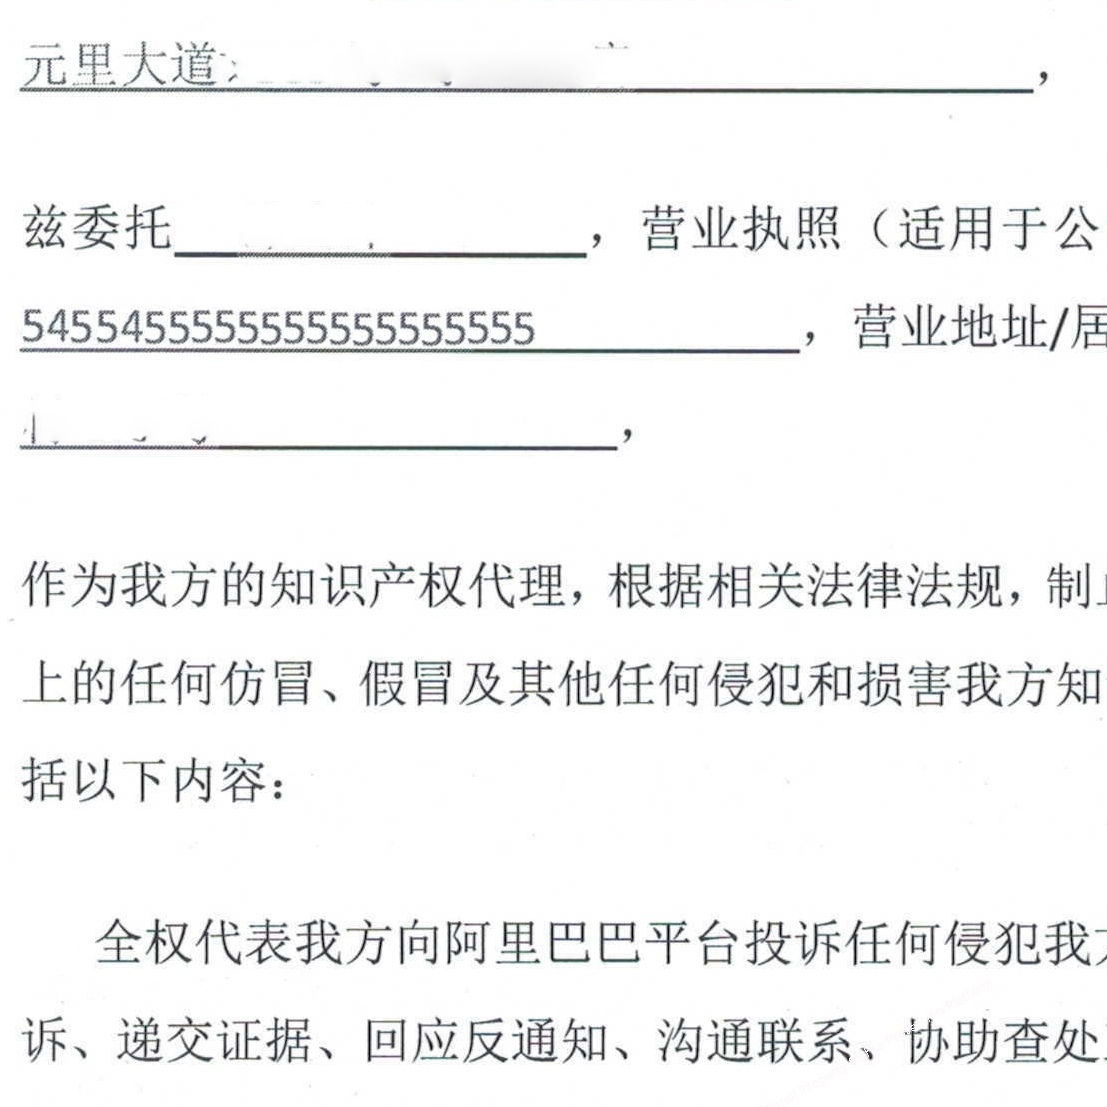 元里大道
兹委托 ，营业执照（适用于公
545545555555555555555 ，营业地址/居
，
作为我方的知识产权代理，根据相关法律法规，制止
上的任何仿冒、假冒及其他任何侵犯和损害我方知
括以下内容：
全权代表我方向阿里巴巴平台投诉任何侵犯我方
诉、递交证据、回应反通知、沟通联系、协助查处